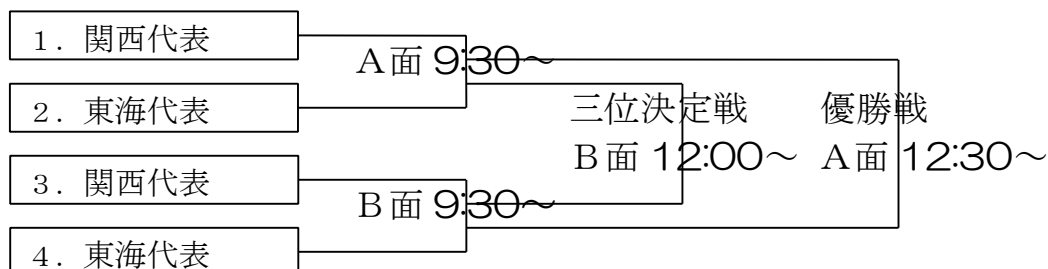 1. 関西代表
A面 9:30～
2. 東海代表
三位決定戦 優勝戦
B面 12:00～ A面 12:30～
3. 関西代表
B面 9:30～
4. 東海代表